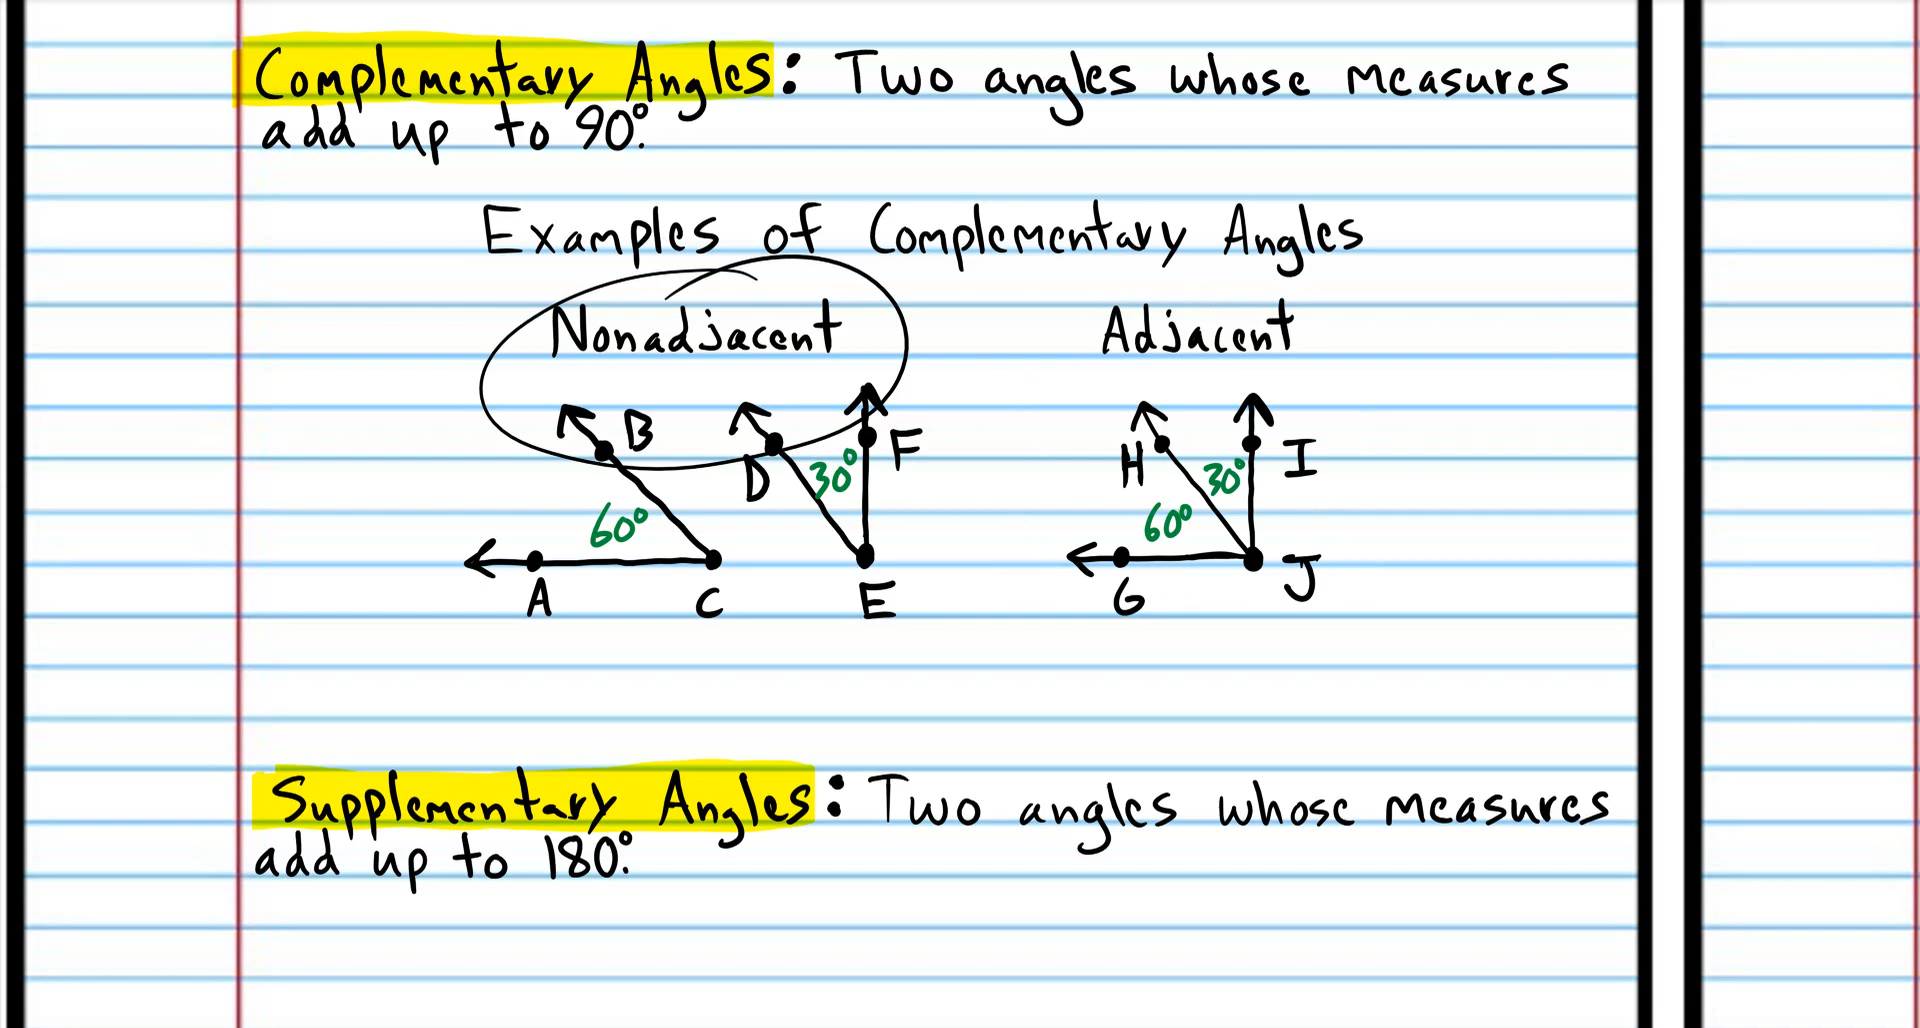 Complementary Angles: Two angles whose measures
add up to 90°.
Examples of Complementary Angles
Nonadjacent Adjacent
B F H I
D 30° 30°
60° 60°
A C E G J
Supplementary Angles: Two angles whose measures
add up to 180°.